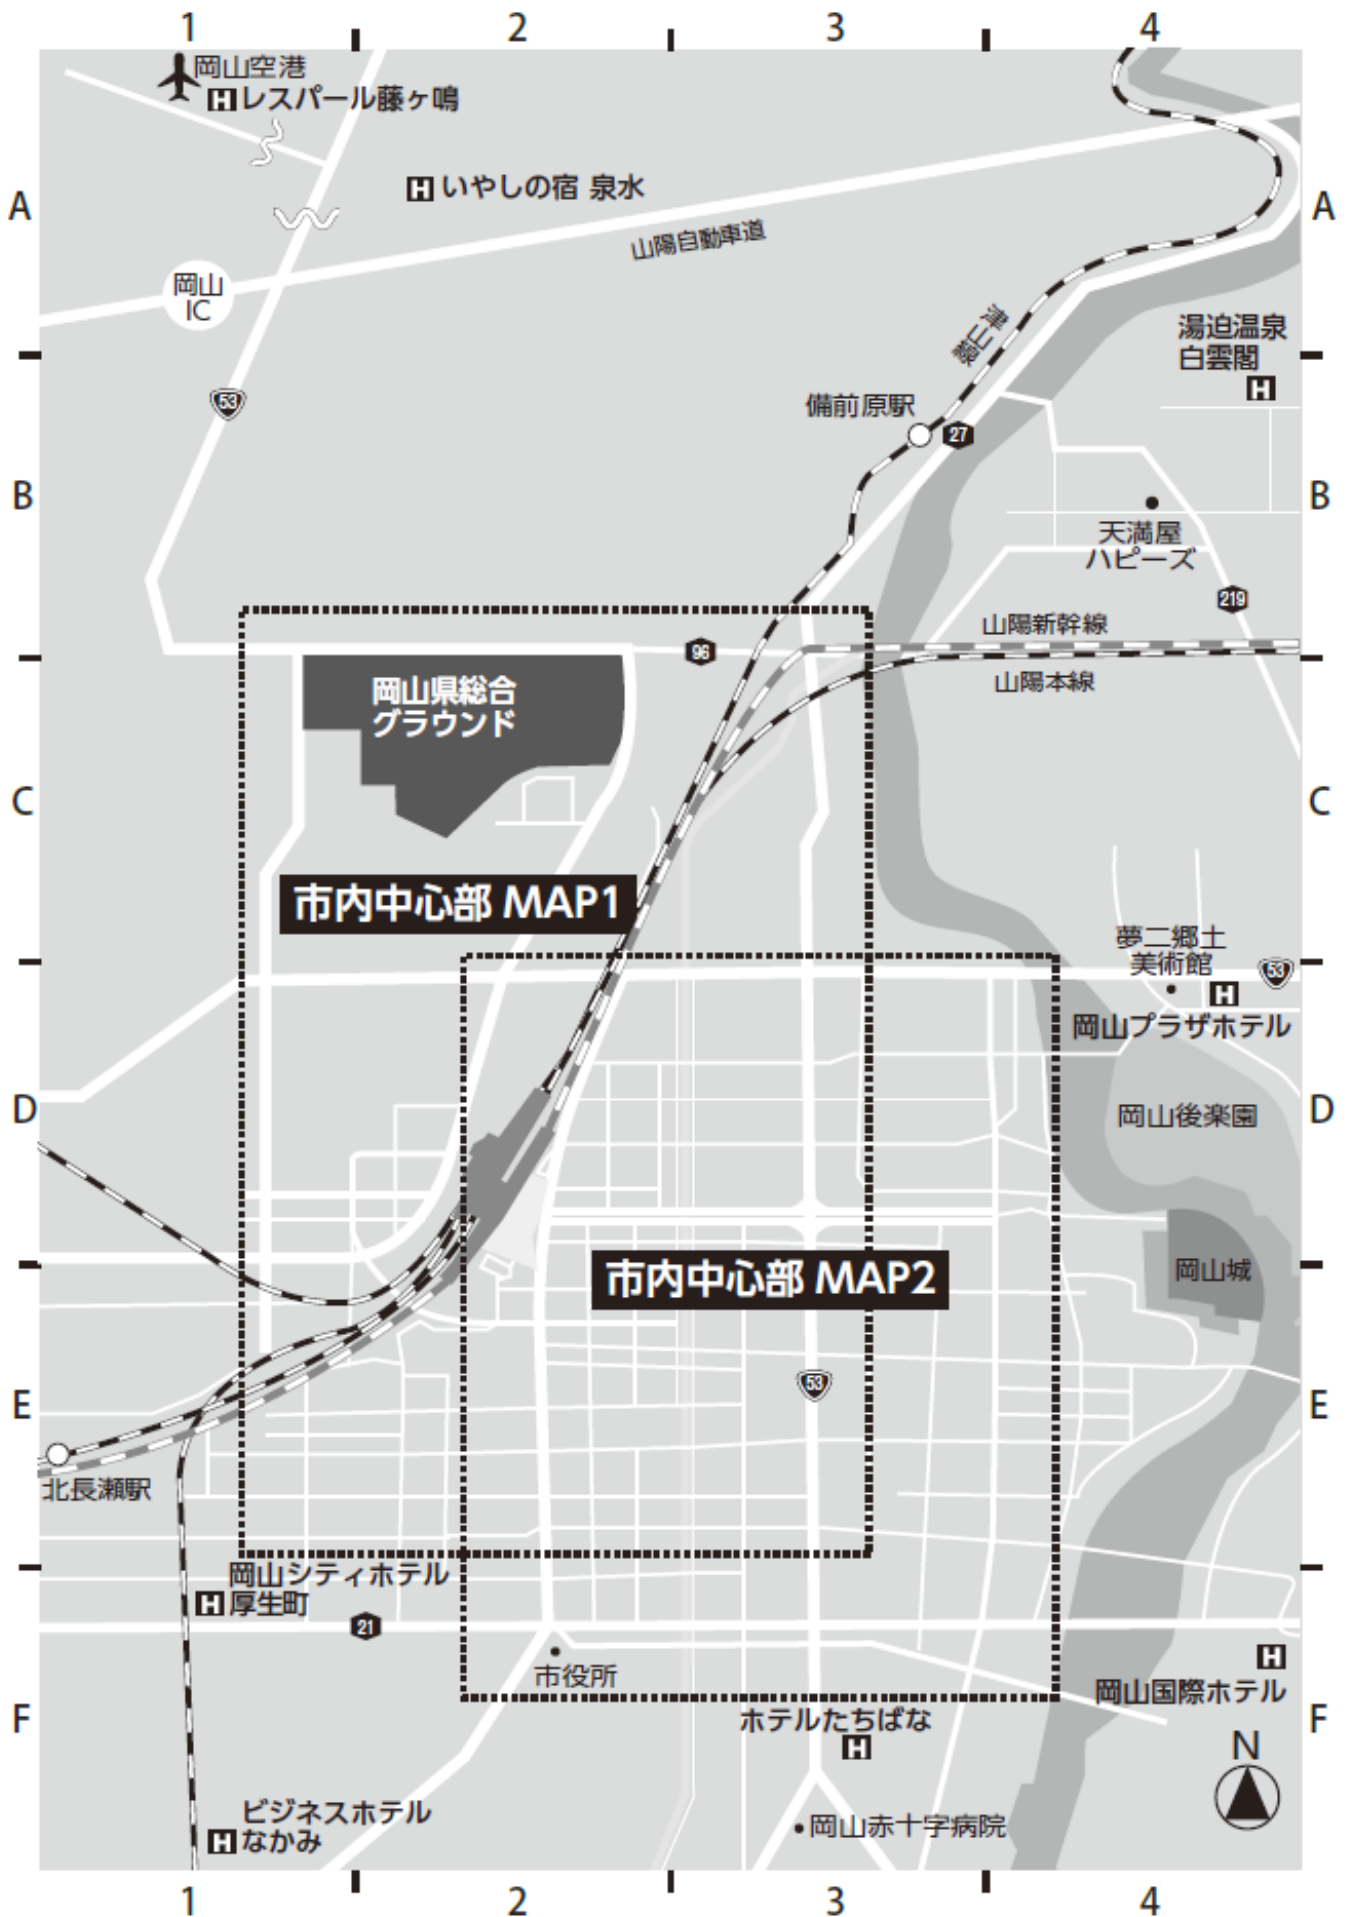 1
2
3
4
岡山空港
H レスパール藤ヶ鳴
H いやしの宿 泉水
A
A
山陽自動車道
岡山
IC
津山線
湯迫温泉
白雲閣
H
53
備前原駅
27
B
B
天満屋
ハピーズ
219
山陽新幹線
96
山陽本線
岡山県総合
グラウンド
C
C
市内中心部 MAP1
夢二郷土
美術館
53
H
岡山プラザホテル
D
D
岡山後楽園
岡山城
市内中心部 MAP2
53
E
E
北長瀬駅
岡山シティホテル
H 厚生町
21
市役所
H
岡山国際ホテル
F
F
ホテルたちばな
H
N
ビジネスホテル
H なかみ
岡山赤十字病院
1
2
3
4